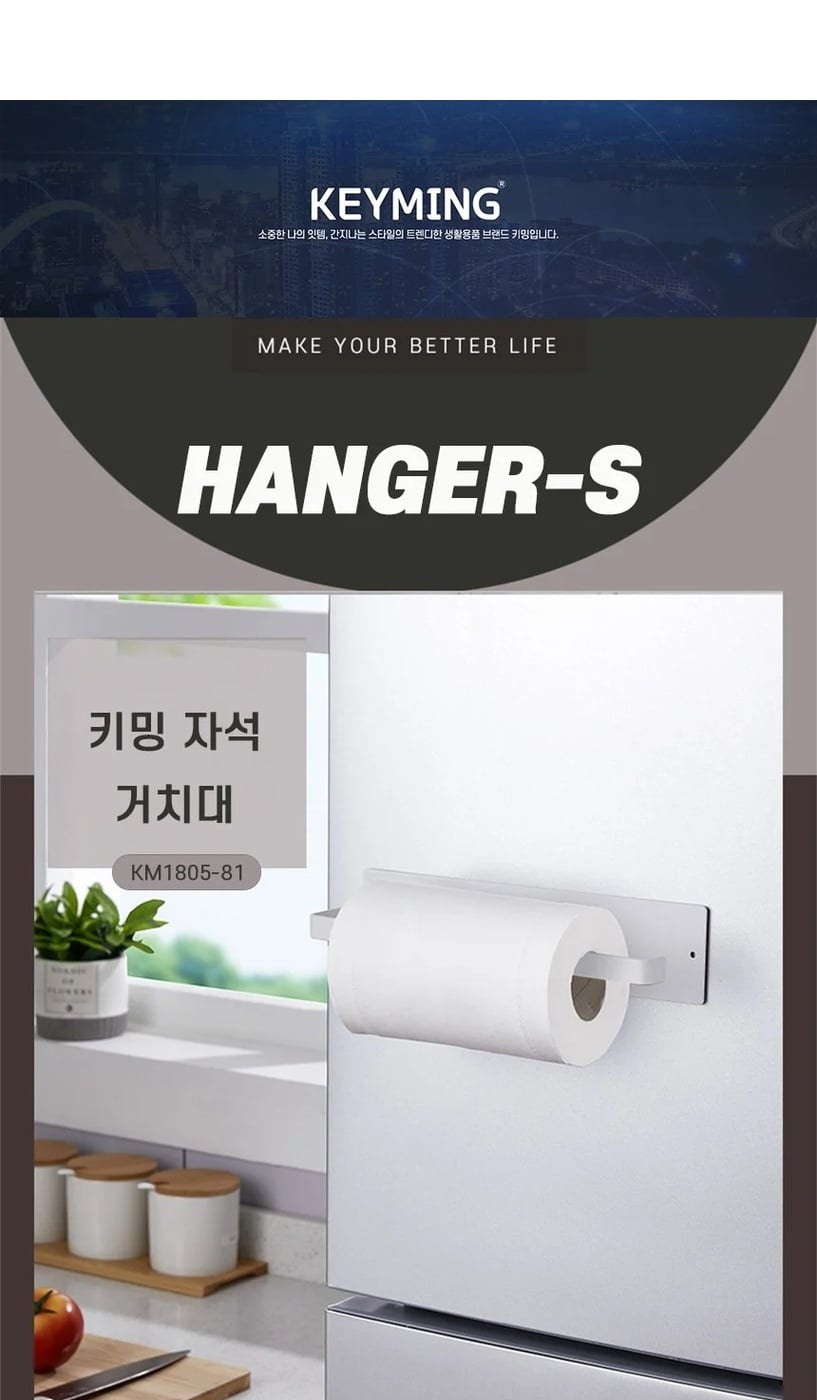 KEYMING®
소중한 나의 잇템, 간지나는 스타일의 트렌디한 생활용품 브랜드 키밍입니다.
MAKE YOUR BETTER LIFE
HANGER-S
키밍 자석
거치대
KM1805-81
OF
FLOWERS